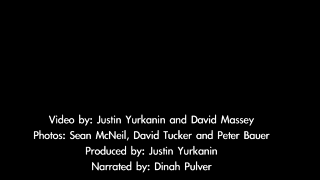 Video by: Justin Yurkanin and David Massey
Photos: Sean McNeil, David Tucker and Peter Bauer
Produced by: Justin Yurkanin
Narrated by: Dinah Pulver